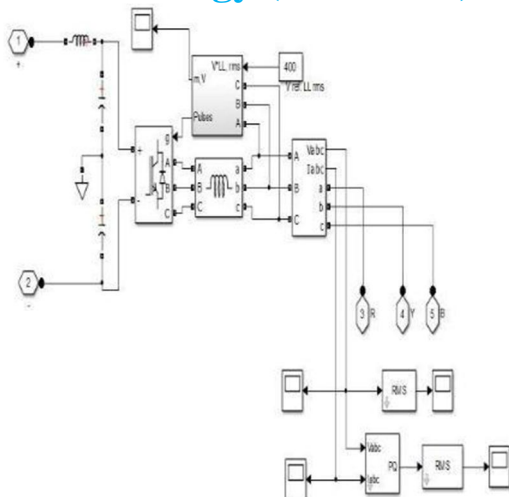 1
+
V*LL, rms
m,V
C
B
A
Pulses
400
V ref. LL rms
g
+
A
B
C
-
A
B
C
a
b
c
A
B
C
Vabc
Iabc
a
b
c
2
-
3
R
4
Y
5
B
RMS
Vabc
PQ
Iabc
RMS